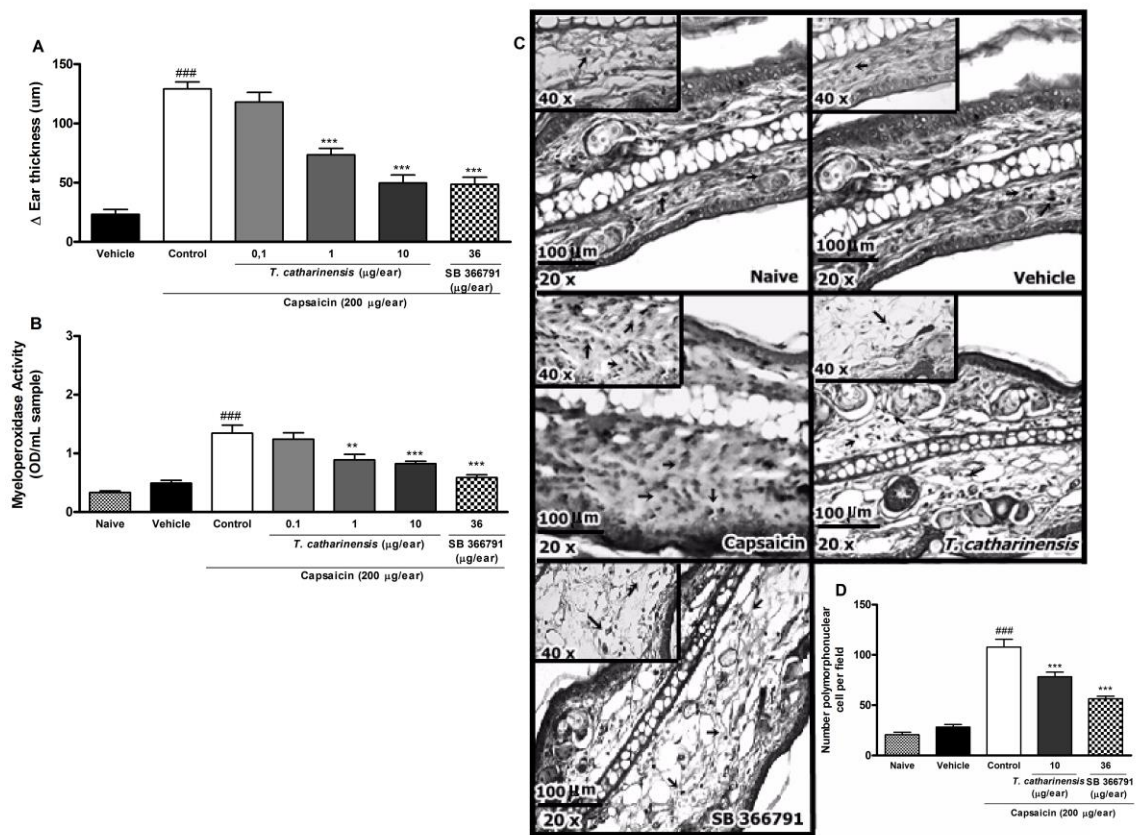 A
Δ Ear thickness (um)
150
100
50
0
###
***
***
***
Vehicle
Control
0,1
1
10
36
T. catharinensis (μg/ear)
SB 366791
(μg/ear)
Capsaicin (200 μg/ear)
B
Myeloperoxidase Activity
(OD/mL sample)
3
2
1
0
###
**
***
***
Naive
Vehicle
Control
0.1
1
10
36
T. catharinensis (μg/ear)
SB 366791
(μg/ear)
Capsaicin (200 μg/ear)
C
40 x
100 μm
20 x
Naive
40 x
100 μm
20 x
Vehicle
40 x
100 μm
20 x
Capsaicin
40 x
100 μm
20 x
T. catharinensis
40 x
100 μm
20 x
SB 366791
D
Number polymorphonuclear
cell per field
150
100
50
0
###
***
***
Naive
Vehicle
Control
10
36
T. catharinensis
(μg/ear)
SB 366791
(μg/ear)
Capsaicin (200 μg/ear)